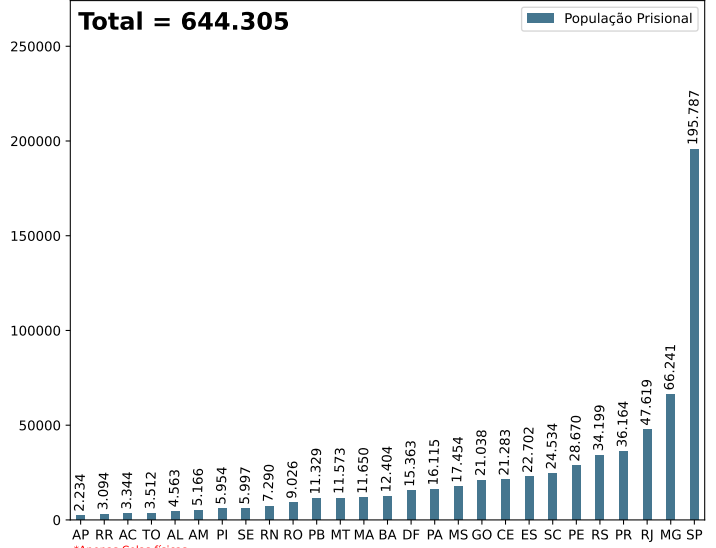 Total = 644.305
População Prisional
250000
200000
150000
100000
50000
0
2.234 3.094 3.344 3.512 4.563 5.166 5.954 5.997 7.290 9.026 11.329 11.573 11.650 12.404 15.363 16.115 17.454 21.038 21.283 22.702 24.534 28.670 34.199 36.164 47.619 66.241 195.787
AP RR AC TO AL AM PI SE RN RO PB MT MA BA DF PA MS GO CE ES SC PE RS PR RJ MG SP